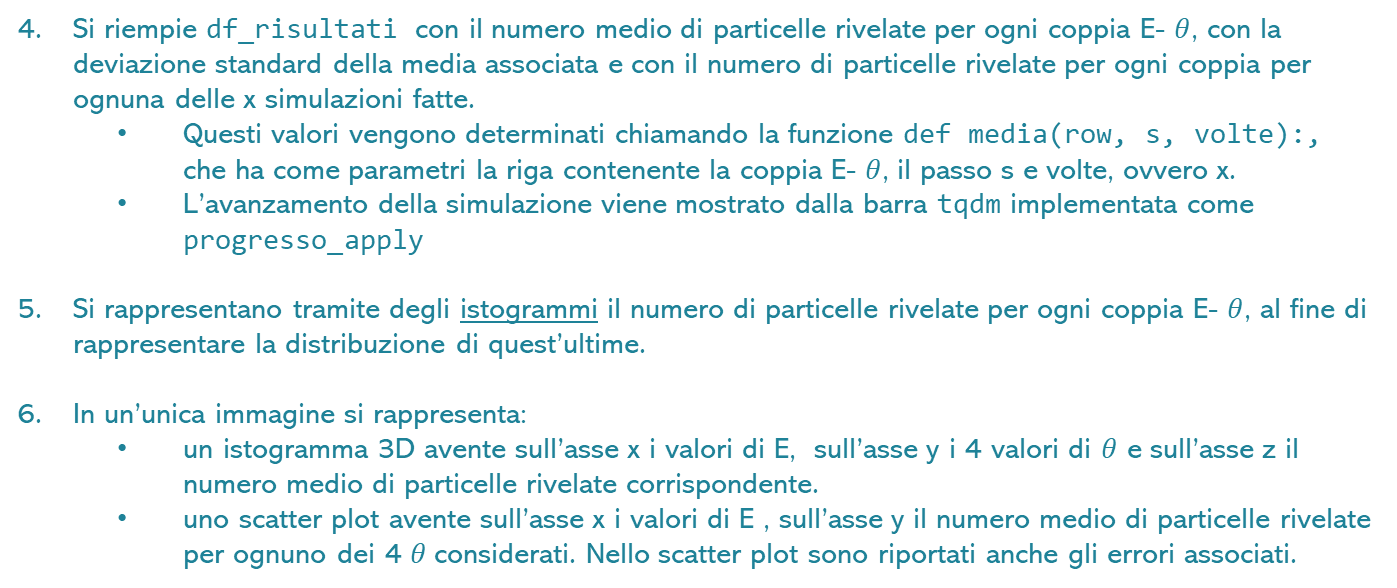 4. Si riempie df_risultati con il numero medio di particelle rivelate per ogni coppia E- θ, con la
deviazione standard della media associata e con il numero di particelle rivelate per ogni coppia per
ognuna delle x simulazioni fatte.
• Questi valori vengono determinati chiamando la funzione def media(row, s, volte):,
che ha come parametri la riga contenente la coppia E- θ, il passo s e volte, ovvero x.
• L'avanzamento della simulazione viene mostrato dalla barra tqdm implementata come
progresso_apply
5. Si rappresentano tramite degli istogrammi il numero di particelle rivelate per ogni coppia E- θ, al fine di
rappresentare la distribuzione di quest'ultime.
6. In un'unica immagine si rappresenta:
• un istogramma 3D avente sull'asse x i valori di E, sull'asse y i 4 valori di θ e sull'asse z il
numero medio di particelle rivelate corrispondente.
• uno scatter plot avente sull'asse x i valori di E , sull'asse y il numero medio di particelle rivelate
per ognuno dei 4 θ considerati. Nello scatter plot sono riportati anche gli errori associati.